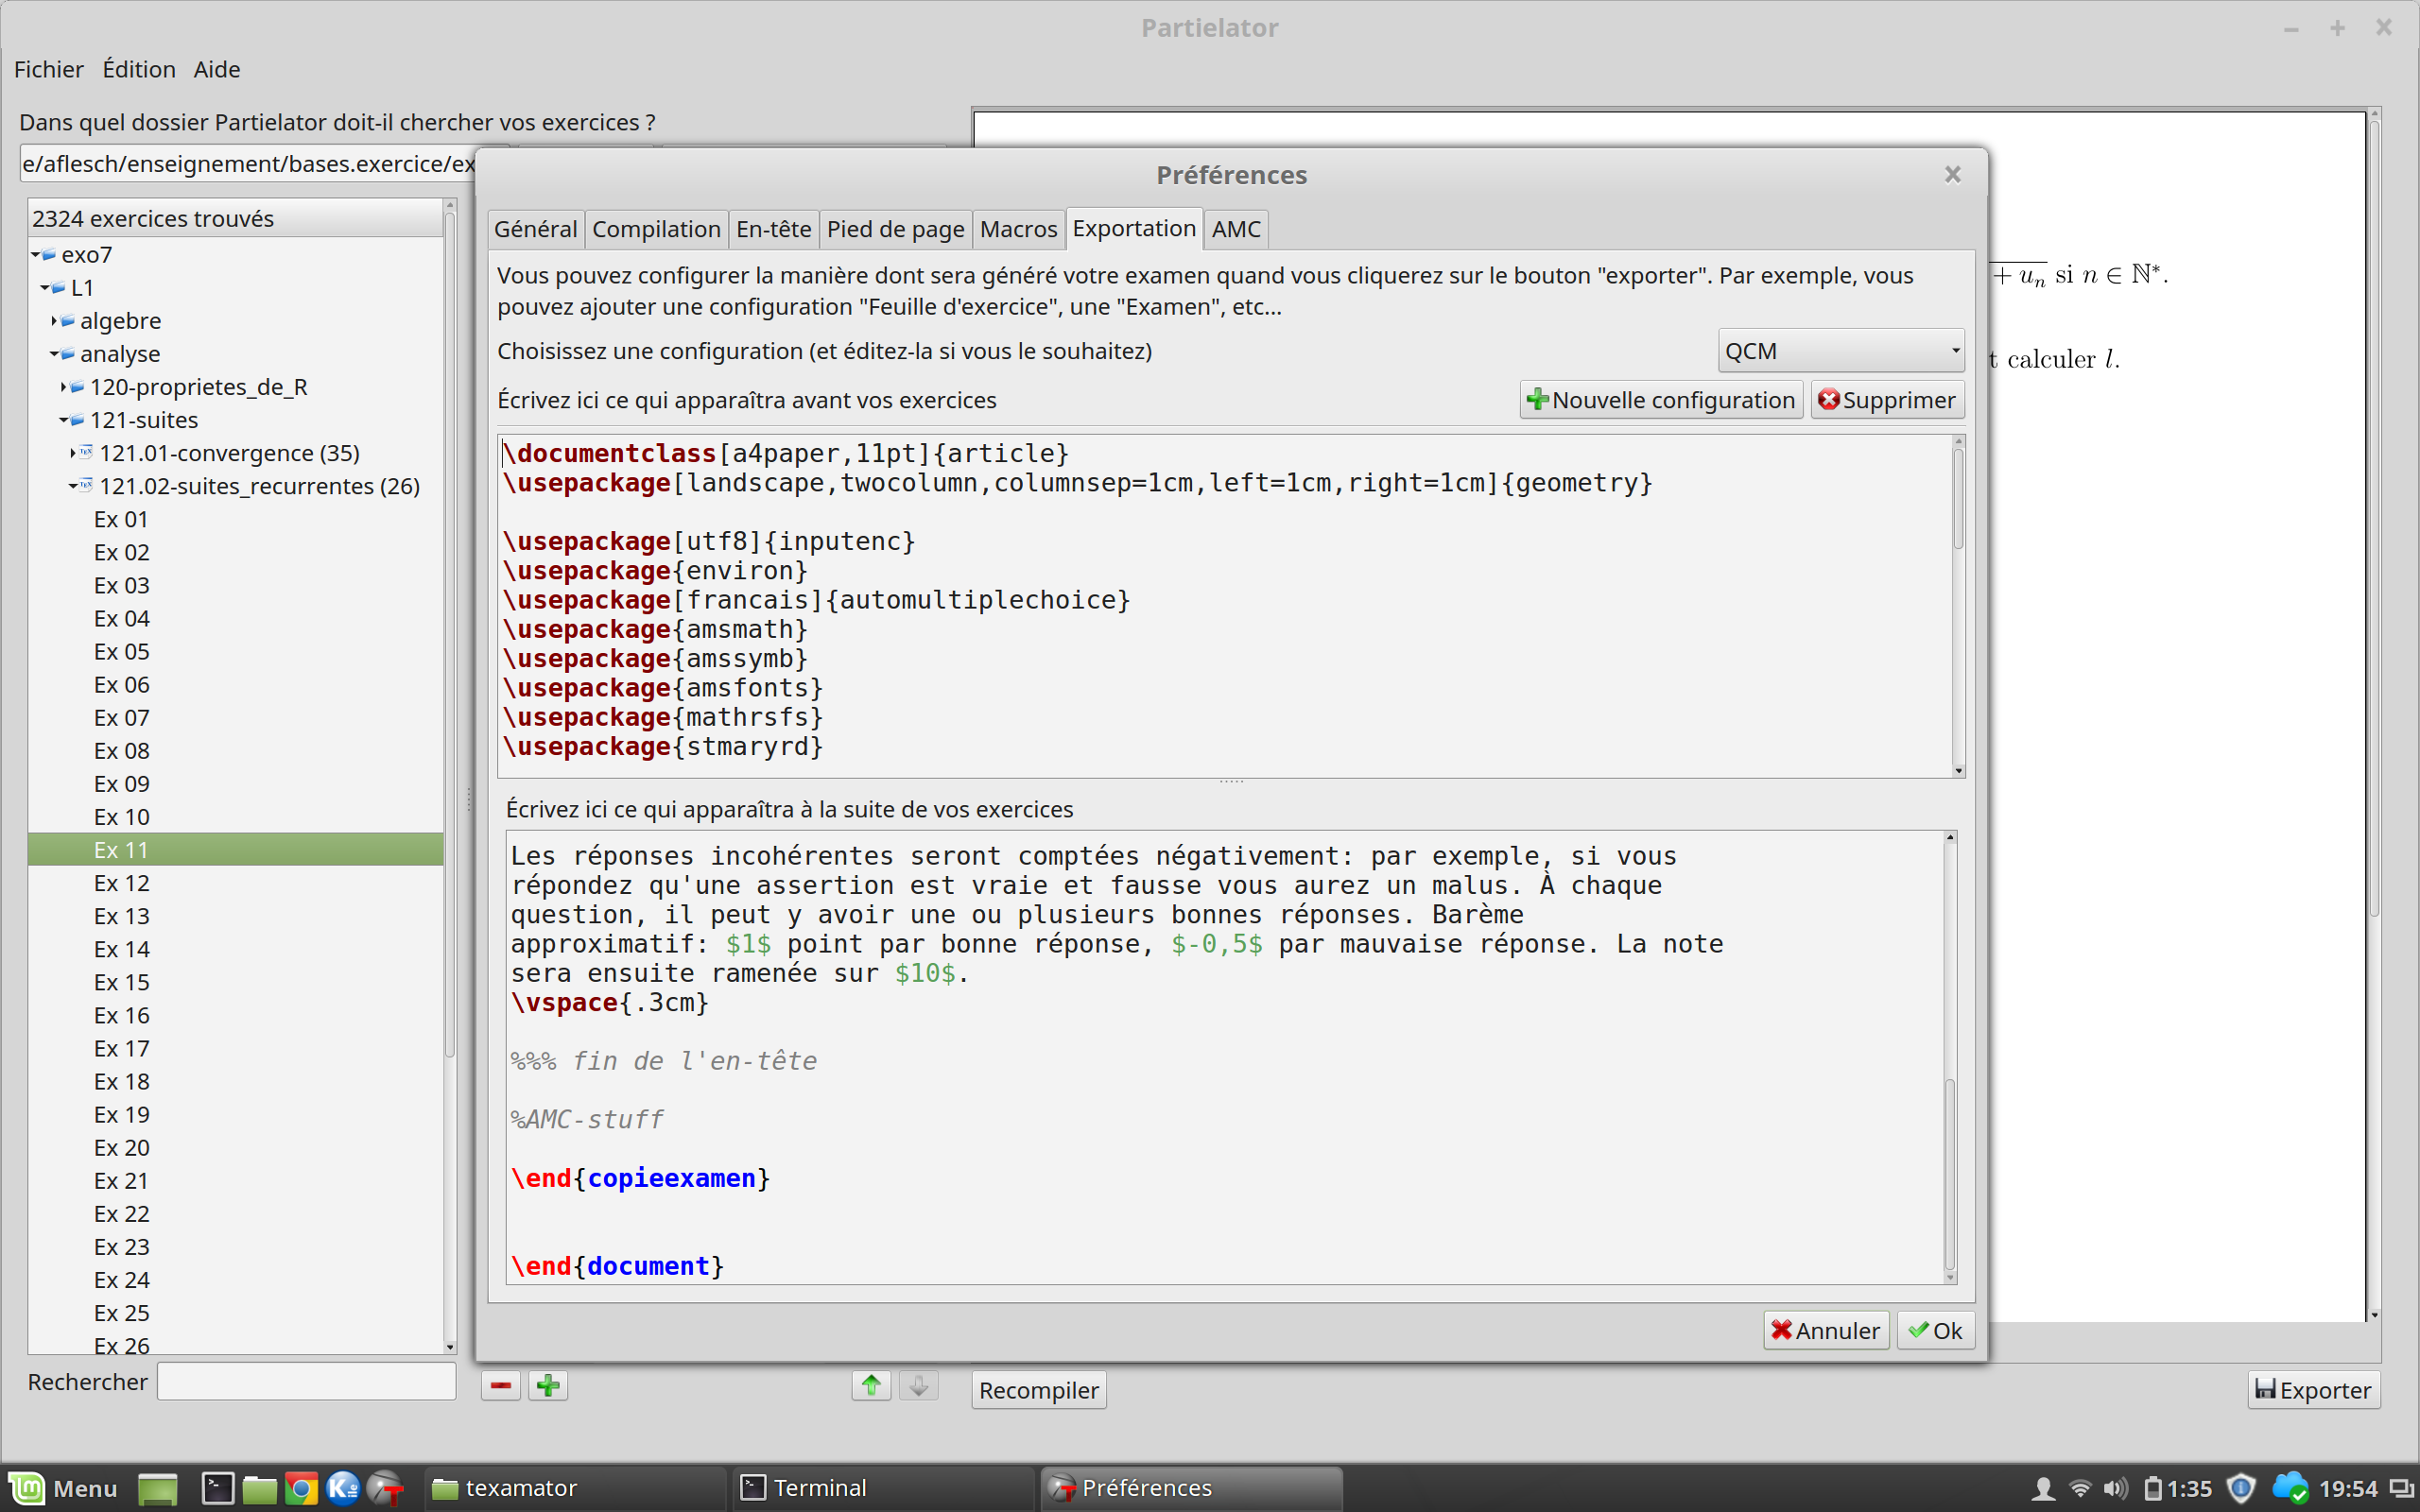 Partielator
Fichier Édition Aide
Dans quel dossier Partielator doit-il chercher vos exercices ?
e/aflesch/enseignement/bases.exercice/ex
2324 exercices trouvés
exo7
L1
algebre
analyse
120-proprietes_de_R
121-suites
121.01-convergence (35)
121.02-suites_recurrentes (26)
Ex 01
Ex 02
Ex 03
Ex 04
Ex 05
Ex 06
Ex 07
Ex 08
Ex 09
Ex 10
Ex 11
Ex 12
Ex 13
Ex 14
Ex 15
Ex 16
Ex 17
Ex 18
Ex 19
Ex 20
Ex 21
Ex 22
Ex 23
Ex 24
Ex 25
Ex 26
Rechercher
Préférences
Général Compilation En-tête Pied de page Macros Exportation AMC
Vous pouvez configurer la manière dont sera généré votre examen quand vous cliquerez sur le bouton "exporter". Par exemple, vous
pouvez ajouter une configuration "Feuille d'exercice", une "Examen", etc...
Choisissez une configuration (et éditez-la si vous le souhaitez) QCM
Écrivez ici ce qui apparaîtra avant vos exercices Nouvelle configuration Supprimer
\documentclass[a4paper,11pt]{article}
\usepackage[landscape,twocolumn,columnsep=1cm,left=1cm,right=1cm]{geometry}
\usepackage[utf8]{inputenc}
\usepackage{environ}
\usepackage[francais]{automultiplechoice}
\usepackage{amsmath}
\usepackage{amssymb}
\usepackage{amsfonts}
\usepackage{mathrsfs}
\usepackage{stmaryrd}
Écrivez ici ce qui apparaîtra à la suite de vos exercices
Les réponses incohérentes seront comptées négativement: par exemple, si vous
répondez qu'une assertion est vraie et fausse vous aurez un malus. À chaque
question, il peut y avoir une ou plusieurs bonnes réponses. Barème
approximatif: $1$ point par bonne réponse, $-0,5$ par mauvaise réponse. La note
sera ensuite ramenée sur $10$.
\vspace{.3cm}
%%% fin de l'en-tête
%AMC-stuff
\end{copieexamen}
\end{document}
Annuler Ok
+ uₙ si n ∈ ℕ*.
t calculer l.
Recompiler
Exporter
Menu texamator Terminal Préférences 1:35 19:54